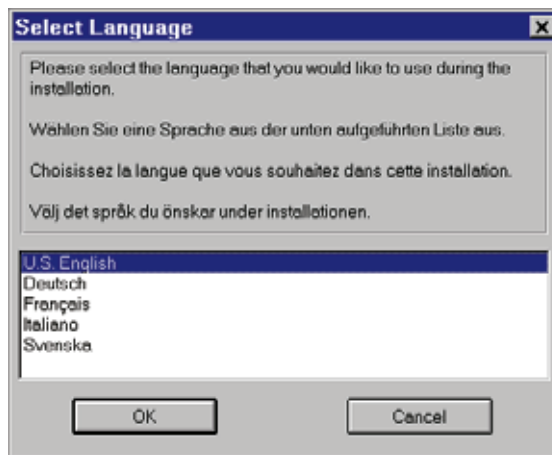 Select Language
Please select the language that you would like to use during the
installation.
Wählen Sie eine Sprache aus der unten aufgeführten Liste aus.
Choisissez la langue que vous souhaitez dans cette installation.
Välj det språk du önskar under installationen.
U.S. English
Deutsch
Français
Italiano
Svenska
OK
Cancel